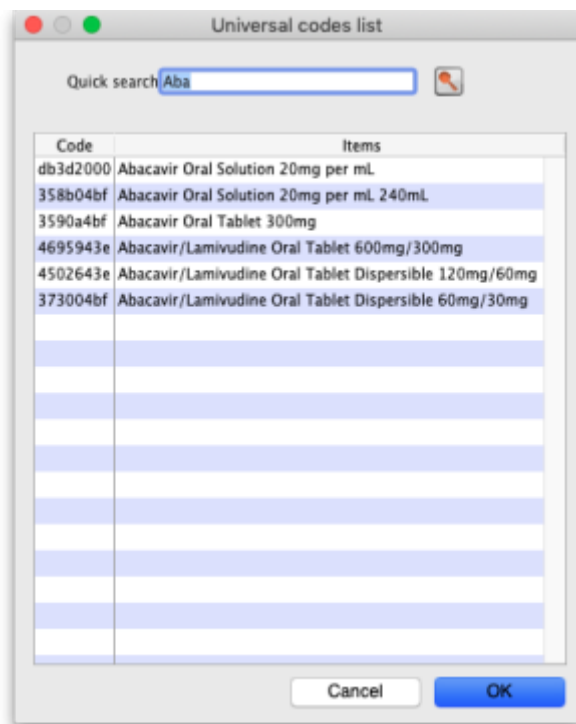 Universal codes list
Quick search Aba
Code Items
db3d2000 Abacavir Oral Solution 20mg per mL
358b04bf Abacavir Oral Solution 20mg per mL 240mL
3590a4bf Abacavir Oral Tablet 300mg
4695943e Abacavir/Lamivudine Oral Tablet 600mg/300mg
4502643e Abacavir/Lamivudine Oral Tablet Dispersible 120mg/60mg
373004bf Abacavir/Lamivudine Oral Tablet Dispersible 60mg/30mg
Cancel OK